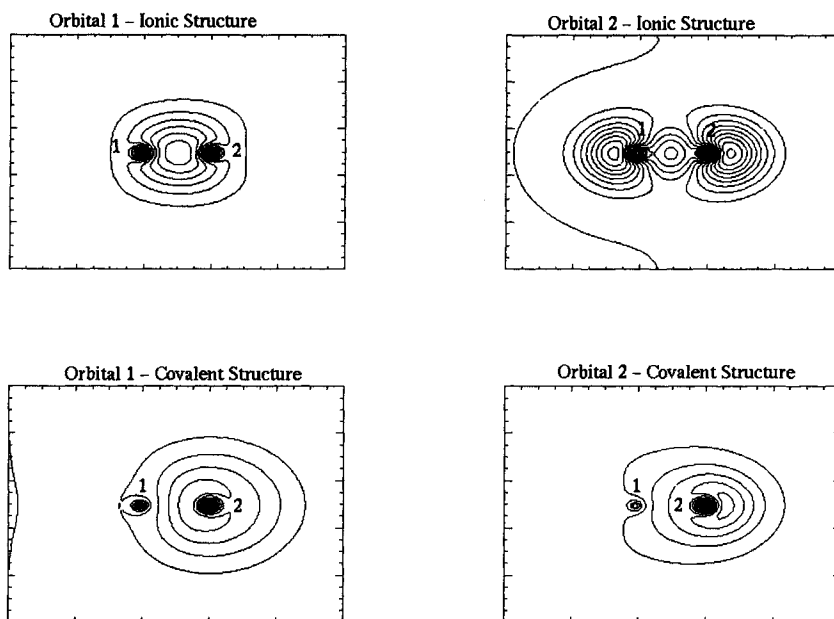 Orbital 1 – Ionic Structure
1
2
Orbital 2 – Ionic Structure
1
2
Orbital 1 – Covalent Structure
1
2
Orbital 2 – Covalent Structure
1
2